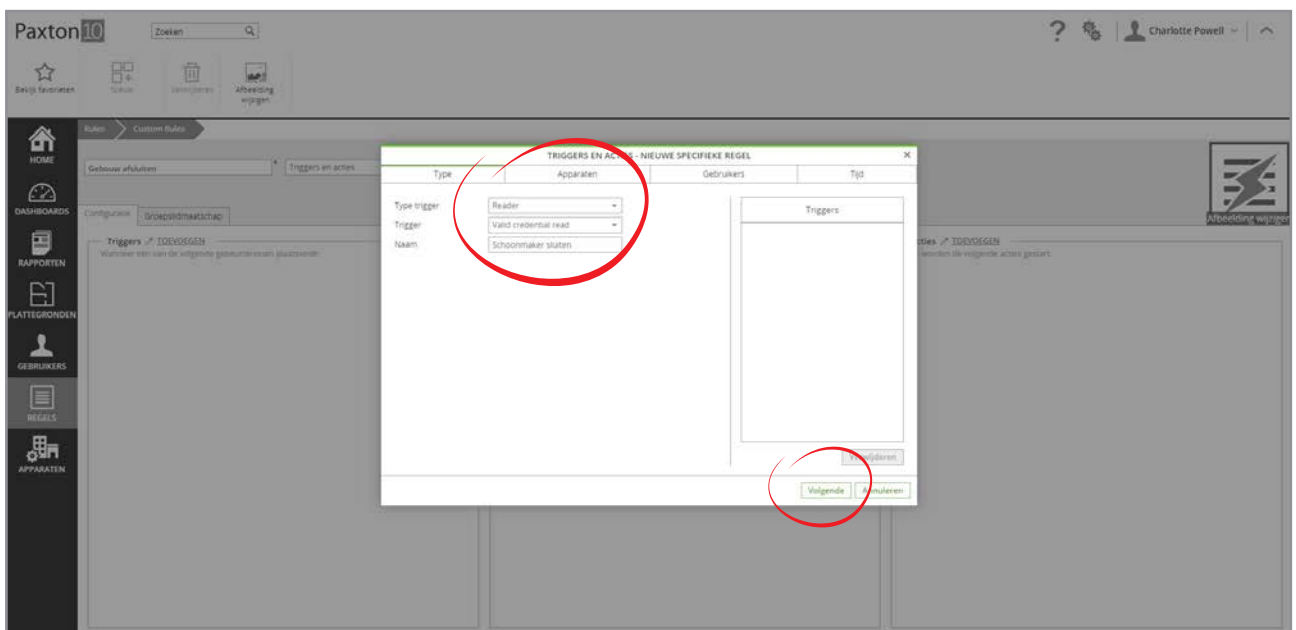 Paxton10
Zoeken
Charlotte Powell
Bekijk favorieten
Verwijderen
Afbeelding
wijzigen
Rules
Custom Rules
HOME
DASHBOARDS
RAPPORTEN
PLATTEGRONDEN
GEBRUIKERS
REGELS
APPARATEN
Gebouw afsluiten *
Triggers en acties
Afbeelding wijziger
Configuratie
Groepslidmaatschap
Triggers TOEVOEGEN
Wanneer een van de volgende gebeurtenissen plaatsvindt:
cties TOEVOEGEN
worden de volgende acties gestart:
TRIGGERS EN ACTIES - NIEUWE SPECIFIEKE REGEL
Type
Apparaten
Gebruikers
Tijd
Type trigger
Reader
Trigger
Valid credential read
Naam
Schoonmaker sluiten
Triggers
Verwijderen
Volgende
Annuleren